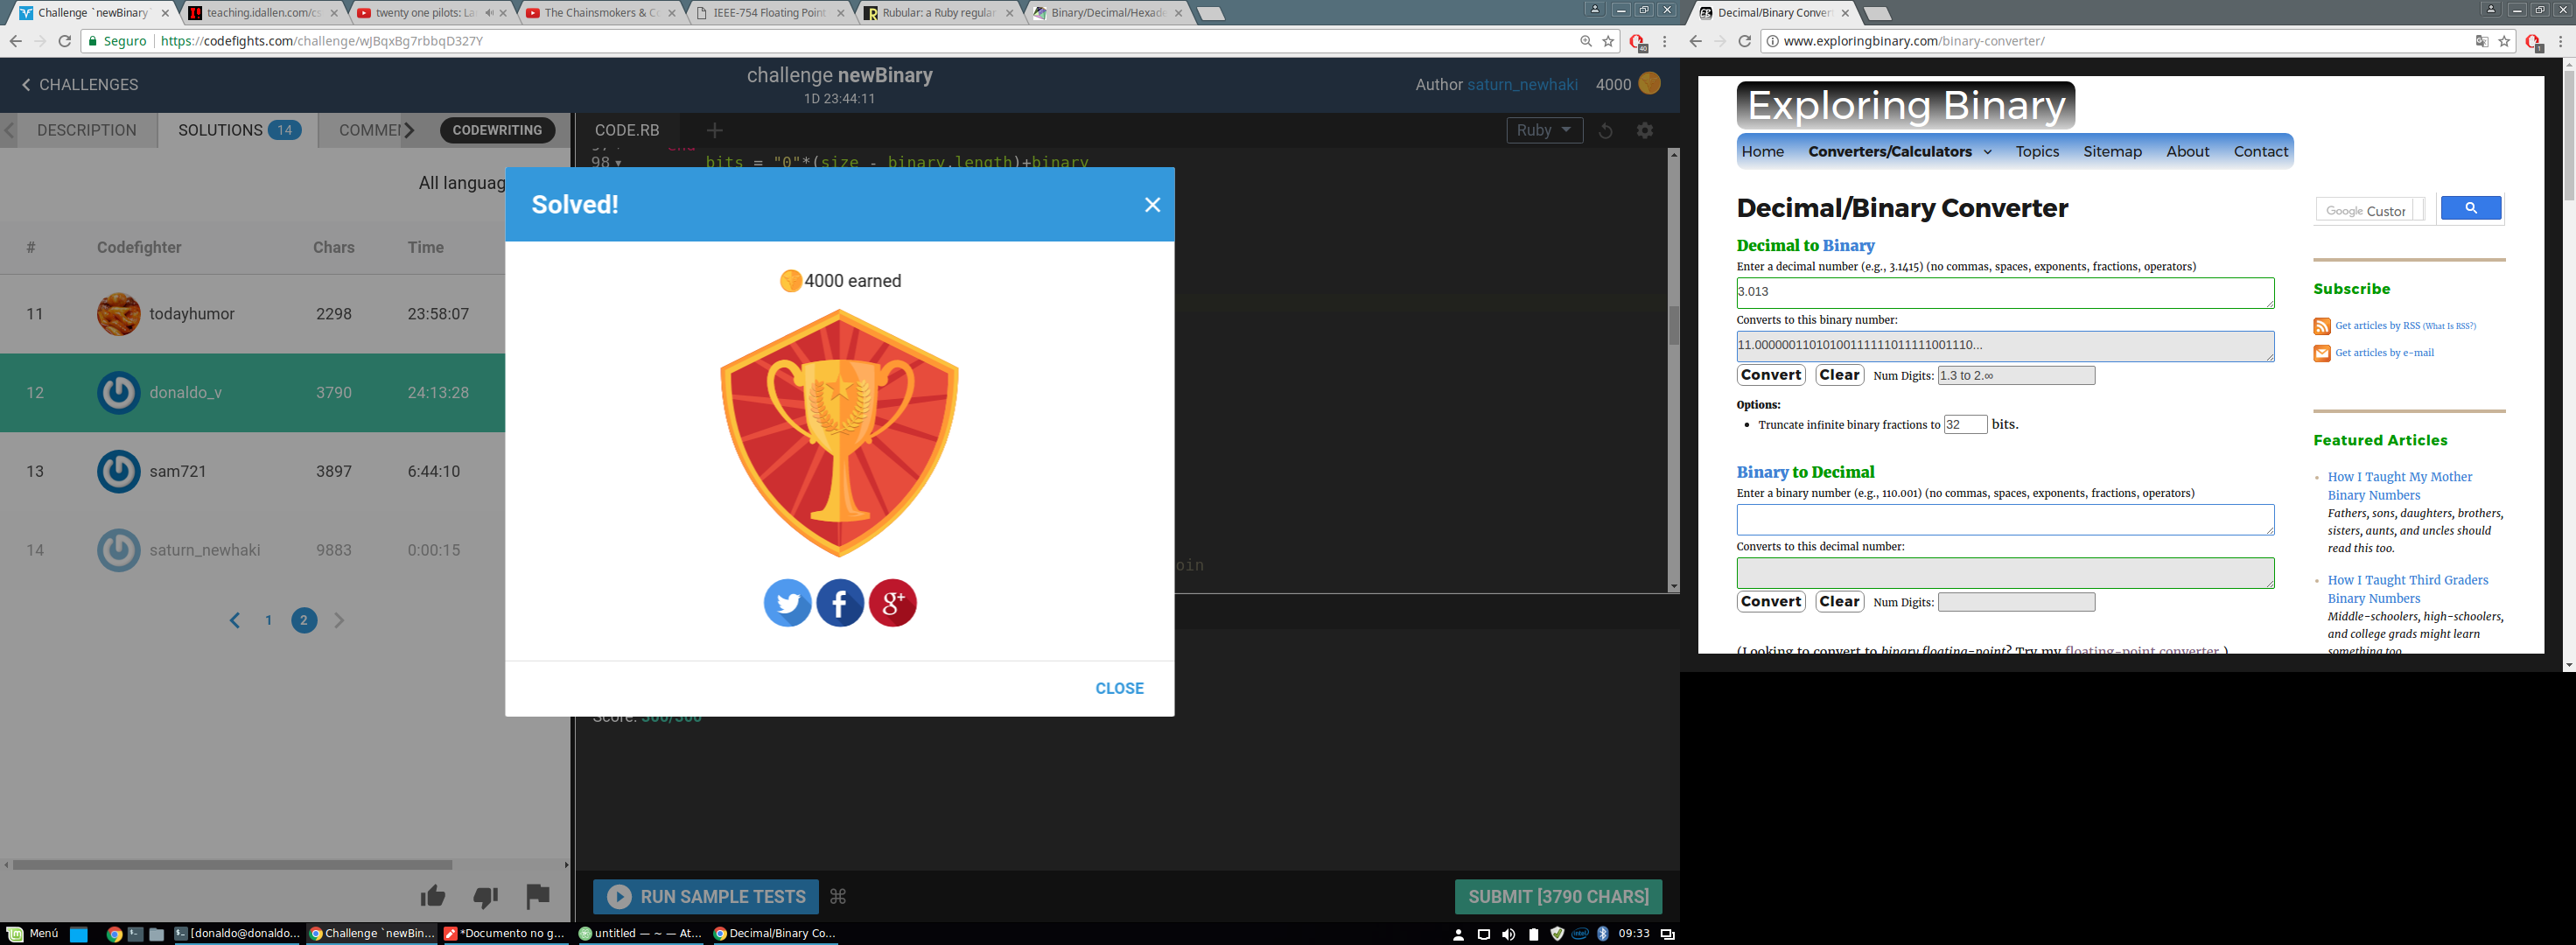 Challenge `newBinary
teaching.idallen.com/cs
twenty one pilots: La
The Chainsmokers & C
IEEE-754 Floating Point
Rubular: a Ruby regular
Binary/Decimal/Hexade
Seguro
https://codefights.com/challenge/wJBqxBg7rbbqD327Y
40
CHALLENGES
challenge newBinary
1D 23:44:11
Author saturn_newhaki 4000
DESCRIPTION
SOLUTIONS 14
COMME
CODEWRITING
CODE.RB
Ruby
98
bits = "0"*(size - binary.length)+binary
All languag
# Codefighter Chars Time
11 todayhumor 2298 23:58:07
12 donaldo_v 3790 24:13:28
13 sam721 3897 6:44:10
14 saturn_newhaki 9883 0:00:15
1 2
Solved!
4000 earned
CLOSE
oin
Score: 300/300
RUN SAMPLE TESTS
SUBMIT [3790 CHARS]
Menú
[donaldo@donaldo...
Challenge `newBin...
*Documento no g...
untitled — ~ — At...
Decimal/Binary Co...
09:33
Decimal/Binary Conver
www.exploringbinary.com/binary-converter/
1
Exploring Binary
Home Converters/Calculators Topics Sitemap About Contact
Decimal/Binary Converter
Decimal to Binary
Enter a decimal number (e.g., 3.1415) (no commas, spaces, exponents, fractions, operators)
3.013
Converts to this binary number:
11.00000011010100111111011111001110...
Convert Clear Num Digits: 1.3 to 2.∞
Options:
Truncate infinite binary fractions to 32 bits.
Binary to Decimal
Enter a binary number (e.g., 110.001) (no commas, spaces, exponents, fractions, operators)
Converts to this decimal number:
Convert Clear Num Digits:
(Looking to convert to binary floating-point? Try my floating-point converter.)
Google Custor
Subscribe
Get articles by RSS (What Is RSS?)
Get articles by e-mail
Featured Articles
How I Taught My Mother
Binary Numbers
Fathers, sons, daughters, brothers,
sisters, aunts, and uncles should
read this too.
How I Taught Third Graders
Binary Numbers
Middle-schoolers, high-schoolers,
and college grads might learn
something too.